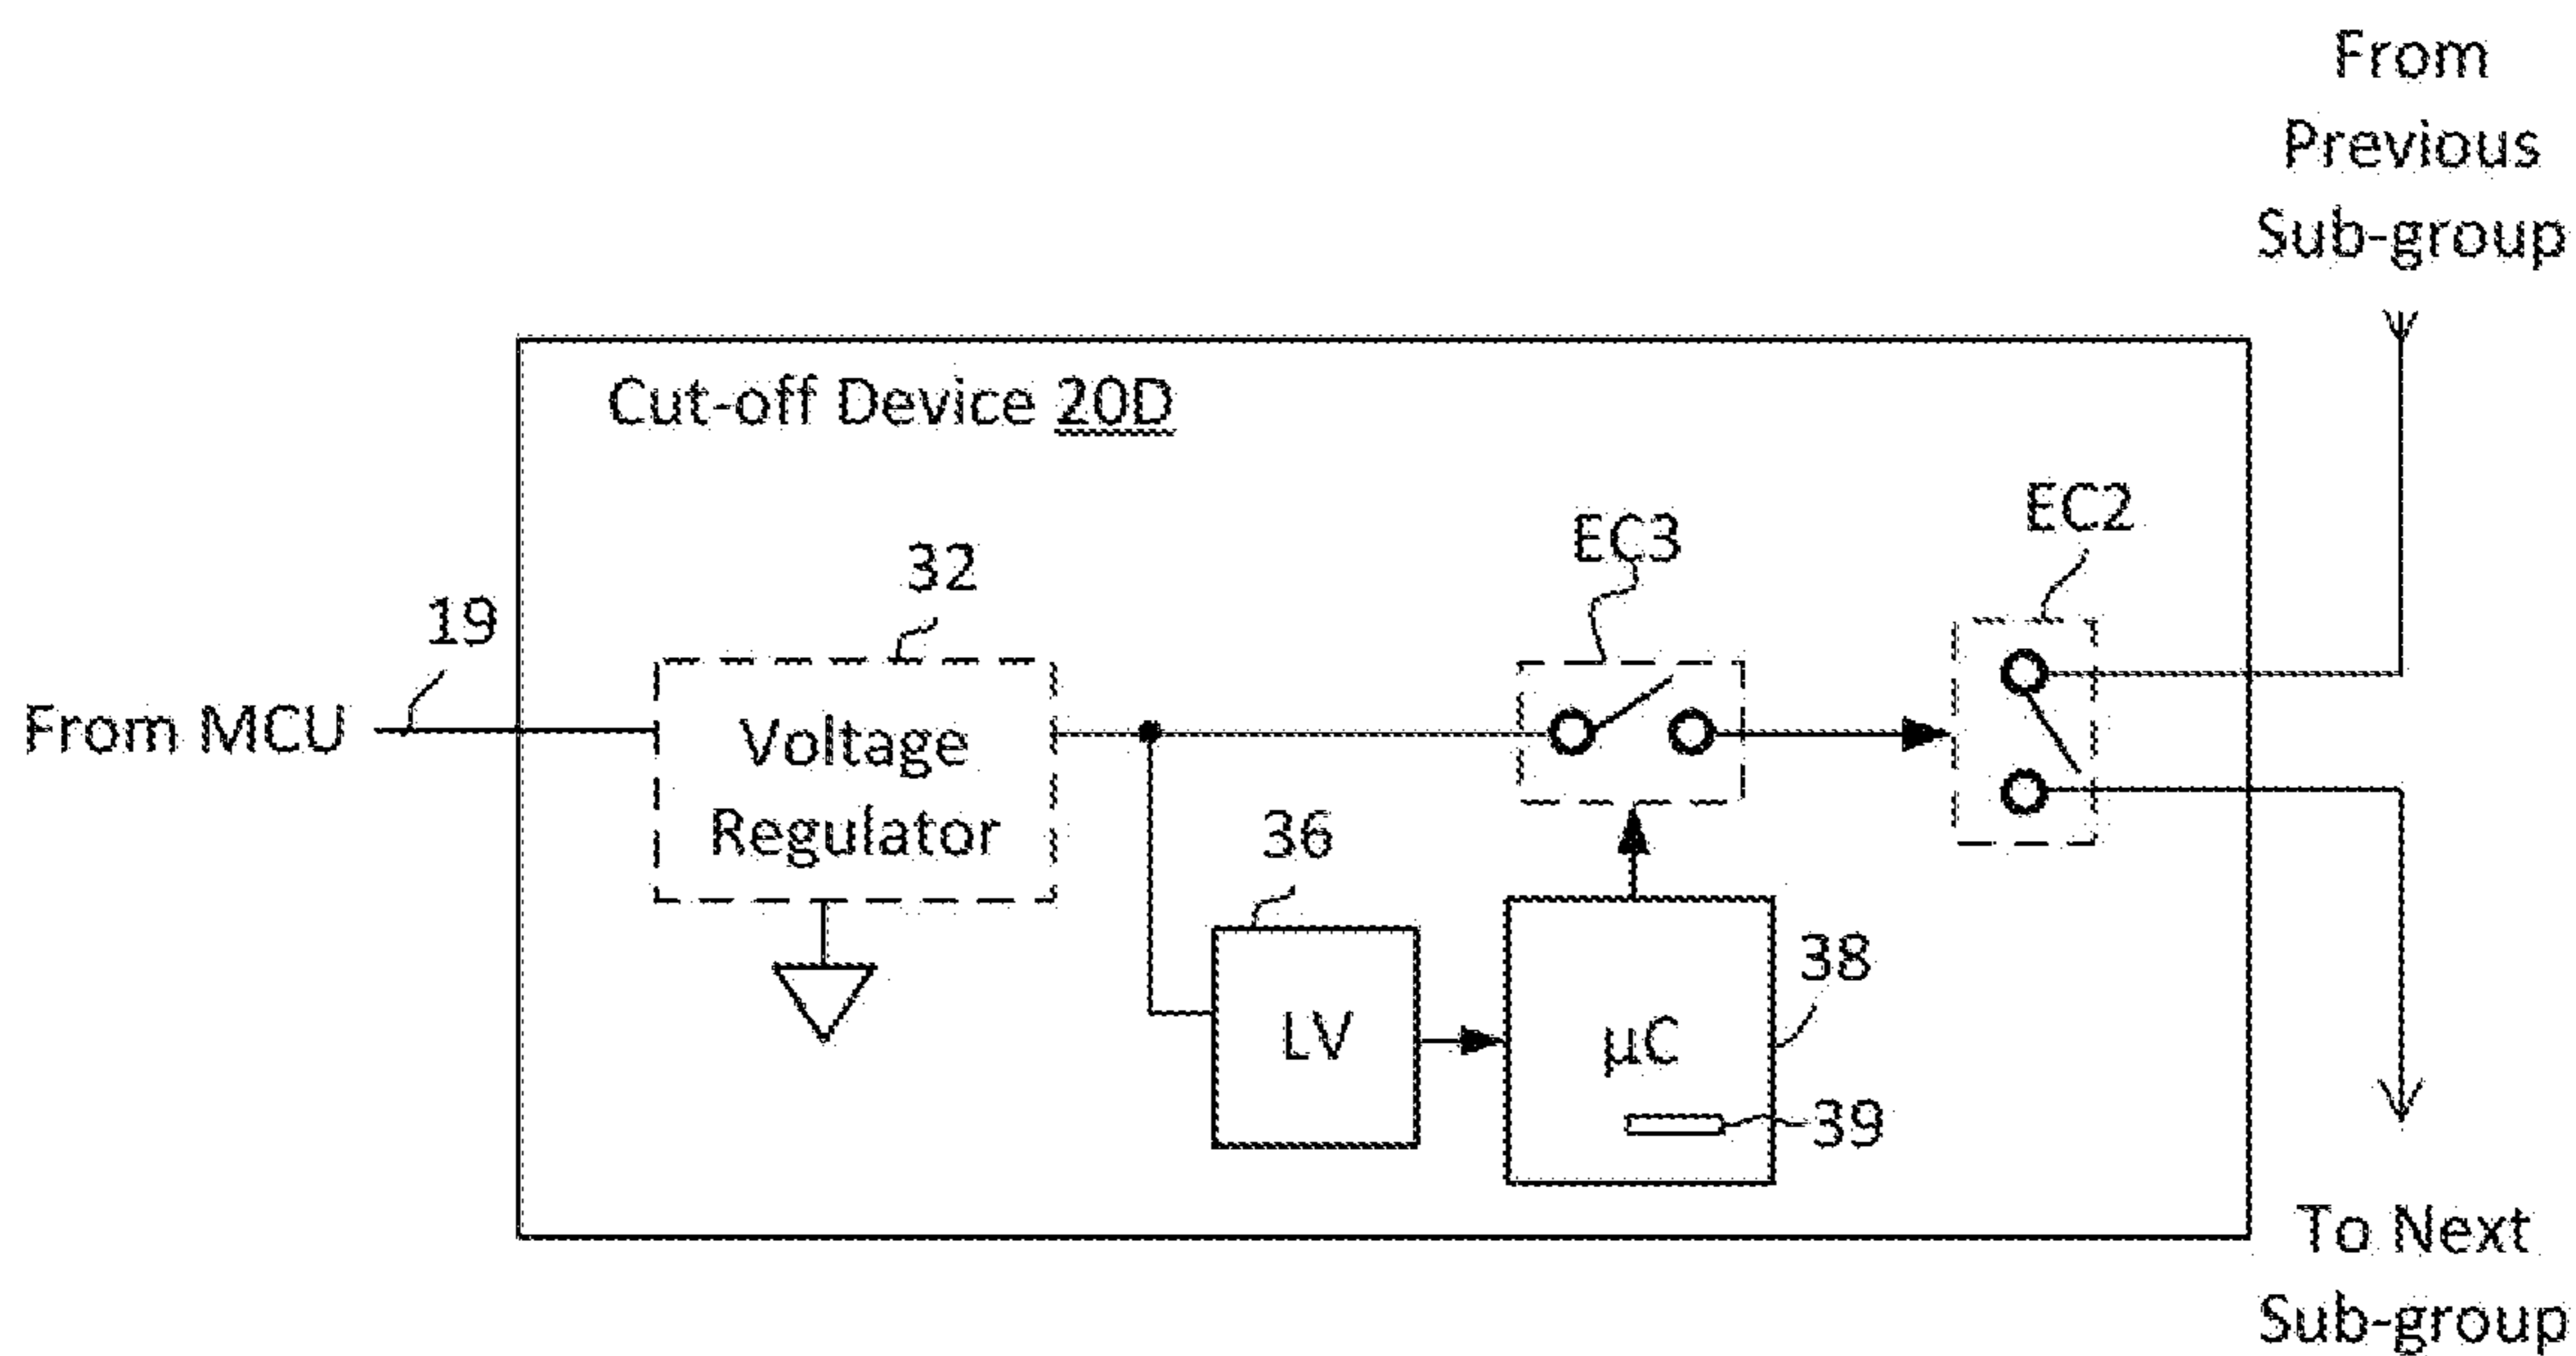 From
Previous
Sub-group
Cut-off Device 20D
EC2
EC3
32
19
From MCU
Voltage
Regulator
36
38
LV
µC
39
To Next
Sub-group